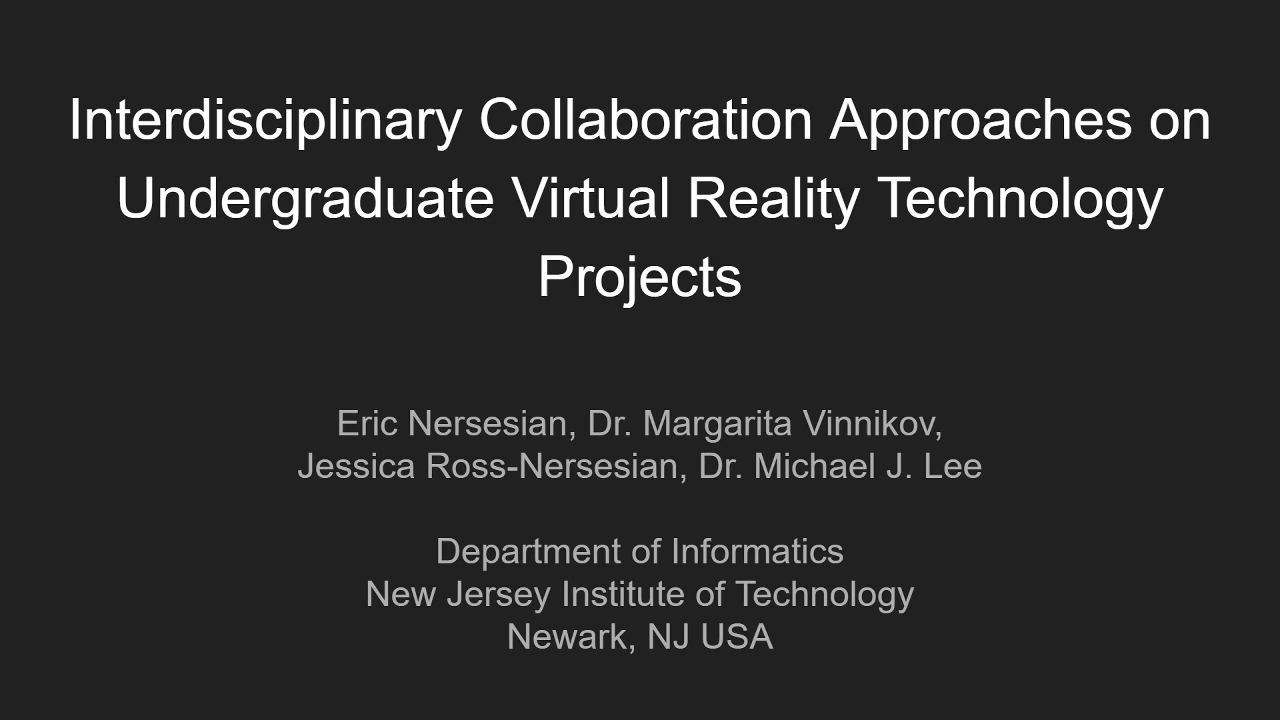 Interdisciplinary Collaboration Approaches on
Undergraduate Virtual Reality Technology
Projects
Eric Nersesian, Dr. Margarita Vinnikov,
Jessica Ross-Nersesian, Dr. Michael J. Lee
Department of Informatics
New Jersey Institute of Technology
Newark, NJ USA